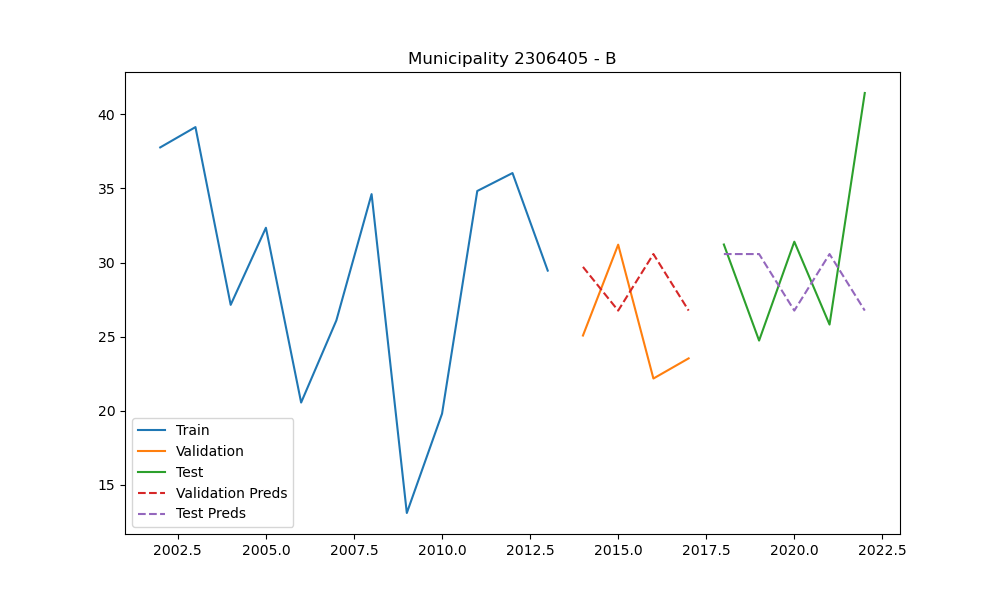 Municipality 2306405 - B
40
35
30
25
20
15
Train
Validation
Test
Validation Preds
Test Preds
2002.5 2005.0 2007.5 2010.0 2012.5 2015.0 2017.5 2020.0 2022.5